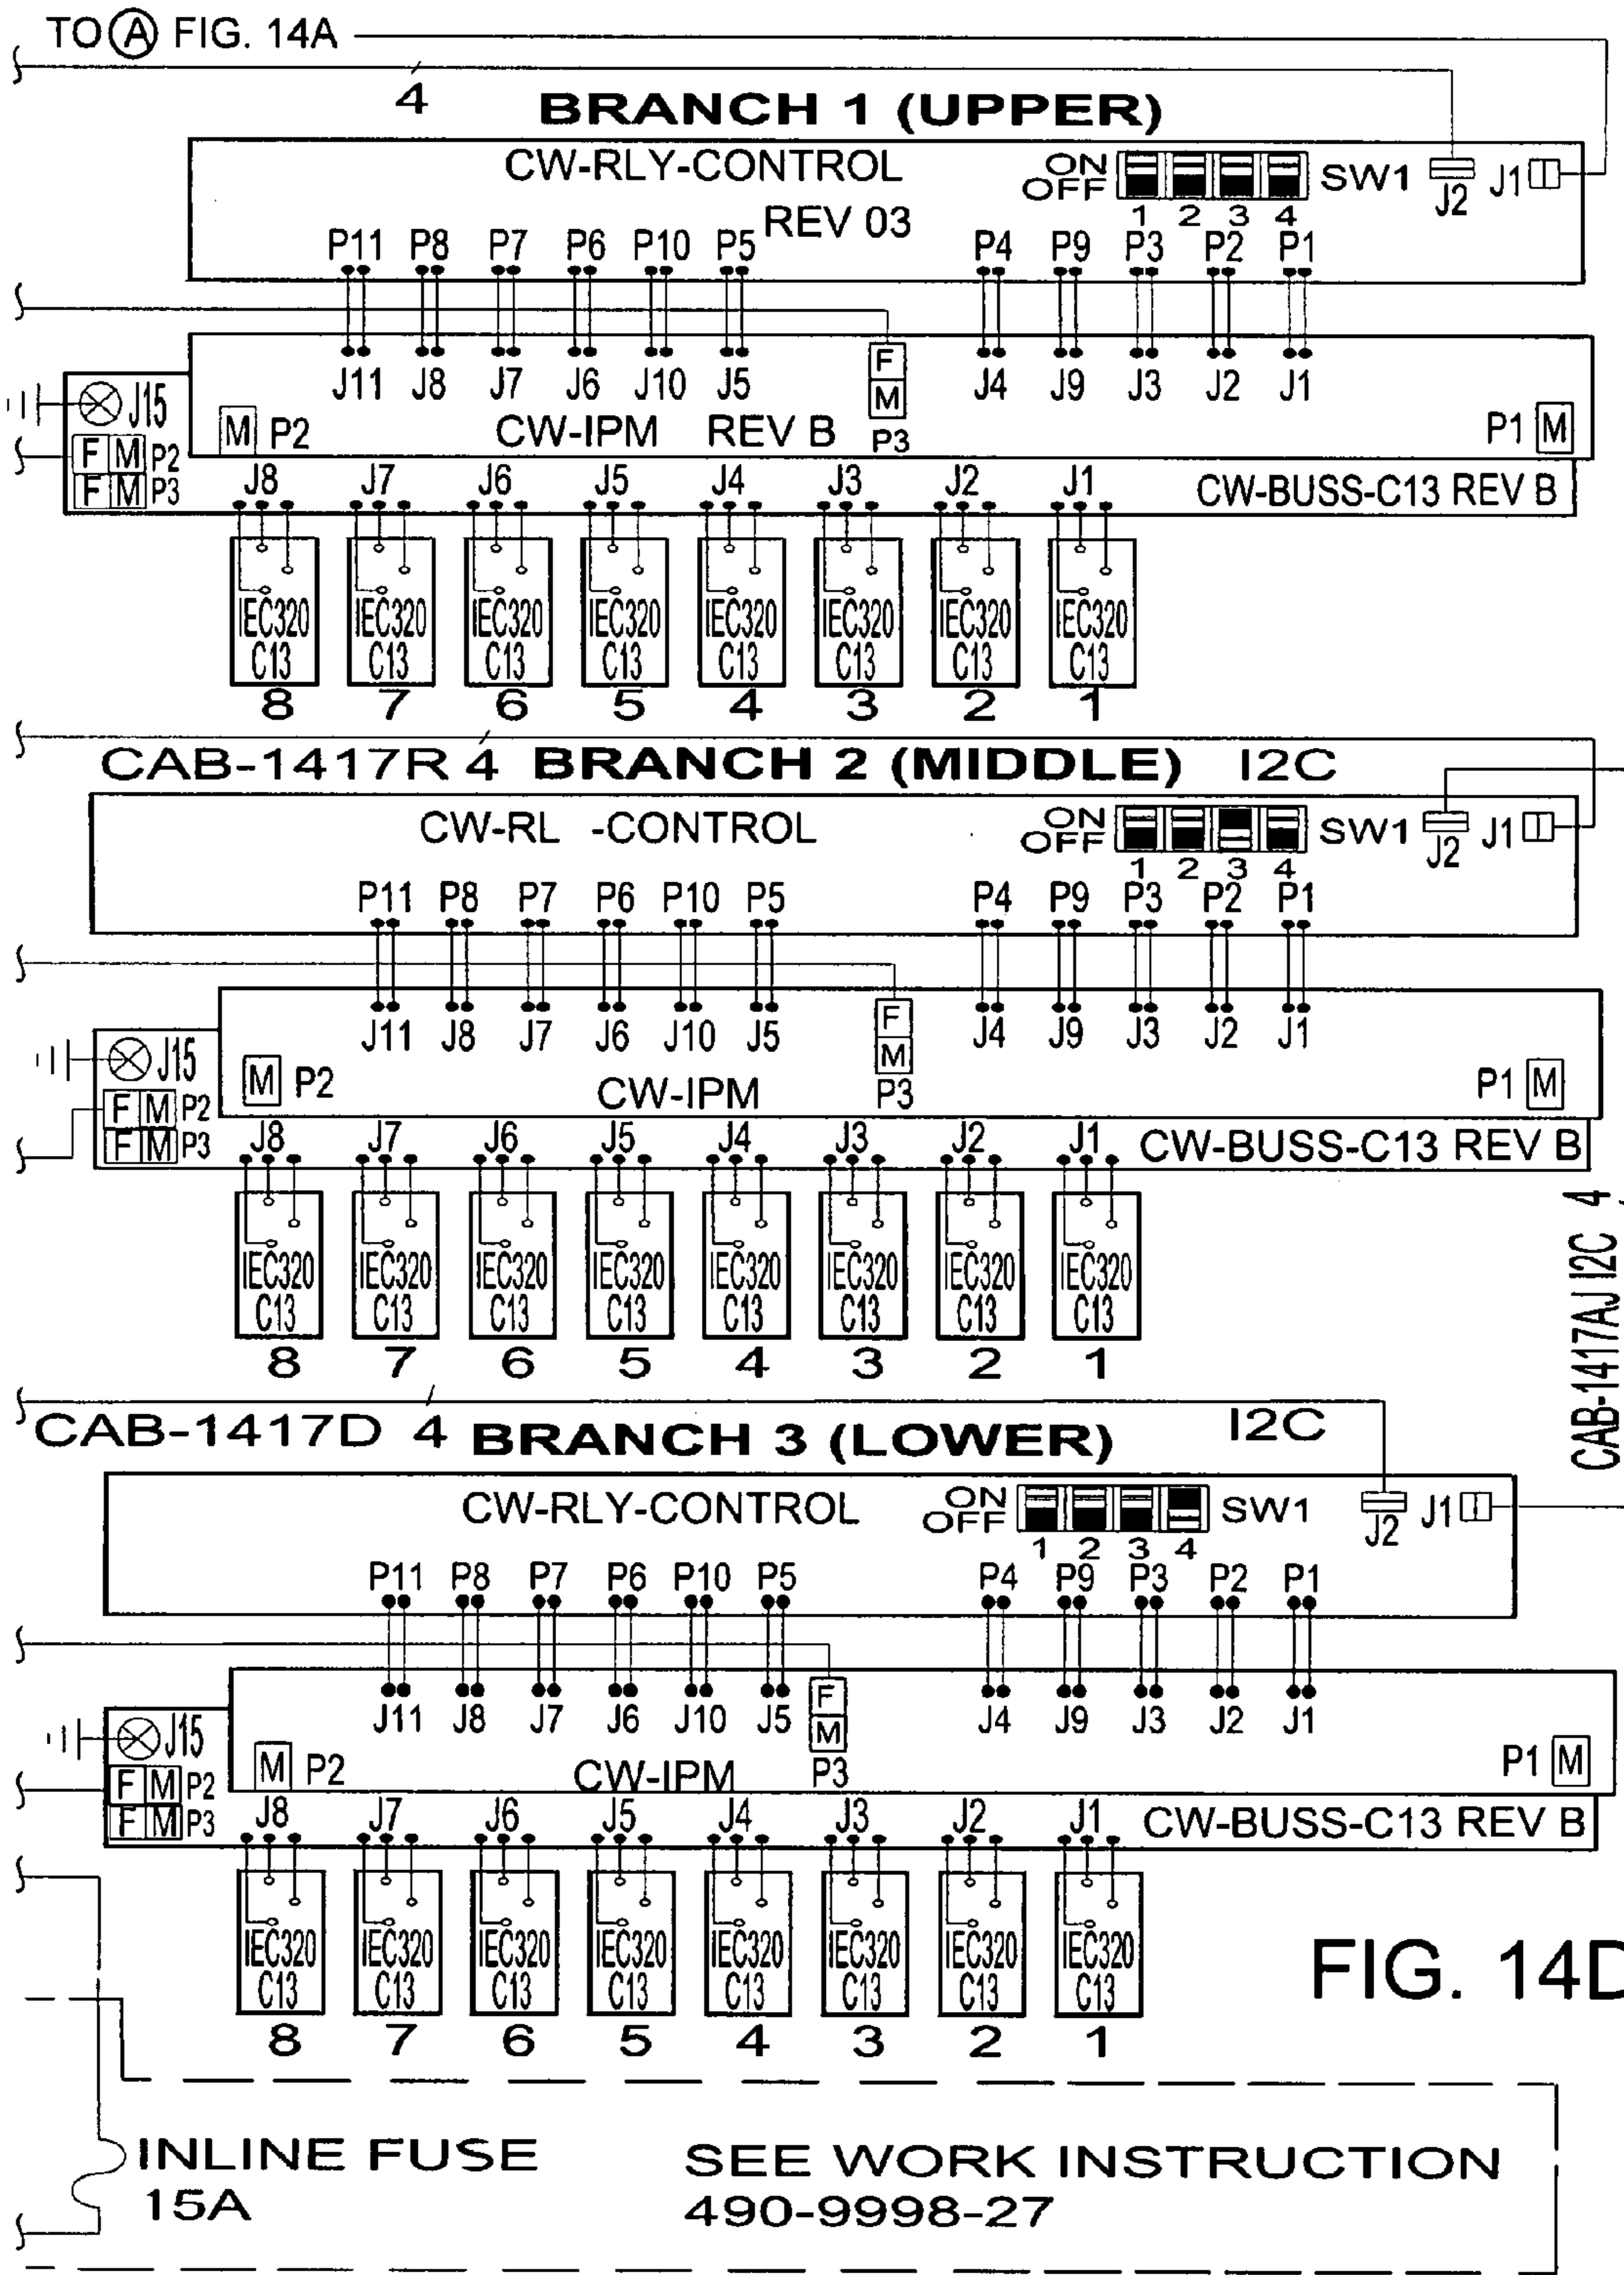 TO A FIG. 14A
4
BRANCH 1 (UPPER)
CW-RLY-CONTROL
REV 03
ON
OFF
1 2 3 4
SW1
J2
J1
P11 P8 P7 P6 P10 P5 P4 P9 P3 P2 P1
J11 J8 J7 J6 J10 J5 J4 J9 J3 J2 J1
F
M
P3
J15
F M P2
F M P3
M P2
CW-IPM REV B
P1 M
J8 J7 J6 J5 J4 J3 J2 J1
CW-BUSS-C13 REV B
IEC320 IEC320 IEC320 IEC320 IEC320 IEC320 IEC320 IEC320
C13 C13 C13 C13 C13 C13 C13 C13
8 7 6 5 4 3 2 1
CAB-1417R 4 BRANCH 2 (MIDDLE) I2C
CW-RL -CONTROL
ON
OFF
1 2 3 4
SW1
J2
J1
P11 P8 P7 P6 P10 P5 P4 P9 P3 P2 P1
J11 J8 J7 J6 J10 J5 J4 J9 J3 J2 J1
F
M
P3
J15
F M P2
F M P3
M P2
CW-IPM
P1 M
J8 J7 J6 J5 J4 J3 J2 J1
CW-BUSS-C13 REV B
IEC320 IEC320 IEC320 IEC320 IEC320 IEC320 IEC320 IEC320
C13 C13 C13 C13 C13 C13 C13 C13
8 7 6 5 4 3 2 1
CAB-1417AJ I2C 4
CAB-1417D 4 BRANCH 3 (LOWER) I2C
CW-RLY-CONTROL
ON
OFF
1 2 3 4
SW1
J2
J1
P11 P8 P7 P6 P10 P5 P4 P9 P3 P2 P1
J11 J8 J7 J6 J10 J5 J4 J9 J3 J2 J1
F
M
P3
J15
F M P2
F M P3
M P2
CW-IPM
P1 M
J8 J7 J6 J5 J4 J3 J2 J1
CW-BUSS-C13 REV B
IEC320 IEC320 IEC320 IEC320 IEC320 IEC320 IEC320 IEC320
C13 C13 C13 C13 C13 C13 C13 C13
8 7 6 5 4 3 2 1
FIG. 14D
INLINE FUSE
15A
SEE WORK INSTRUCTION
490-9998-27